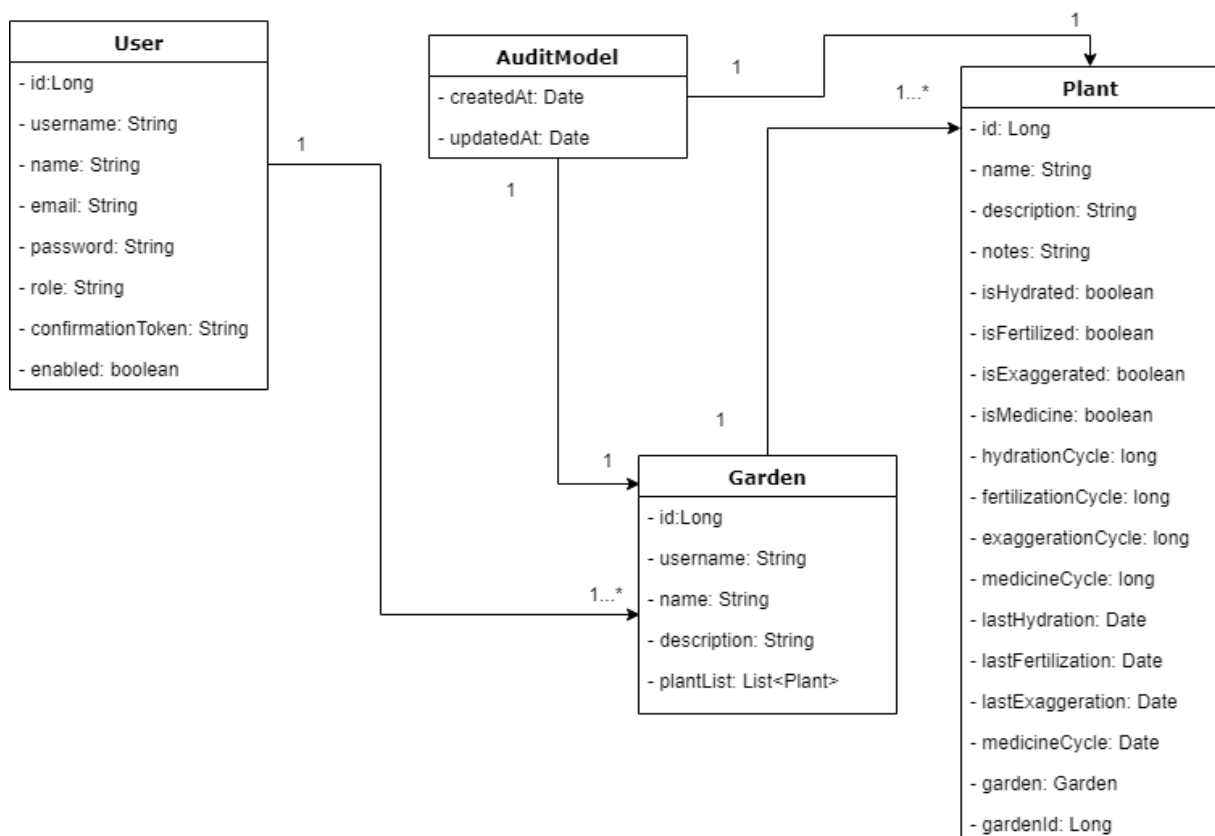 User
- id:Long
- username: String
- name: String
- email: String
- password: String
- role: String
- confirmationToken: String
- enabled: boolean
1
1...*
AuditModel
- createdAt: Date
- updatedAt: Date
1
1
1
1
Garden
- id:Long
- username: String
- name: String
- description: String
- plantList: List<Plant>
1
1...*
Plant
- id: Long
- name: String
- description: String
- notes: String
- isHydrated: boolean
- isFertilized: boolean
- isExaggerated: boolean
- isMedicine: boolean
- hydrationCycle: long
- fertilizationCycle: long
- exaggerationCycle: long
- medicineCycle: long
- lastHydration: Date
- lastFertilization: Date
- lastExaggeration: Date
- medicineCycle: Date
- garden: Garden
- gardenId: Long